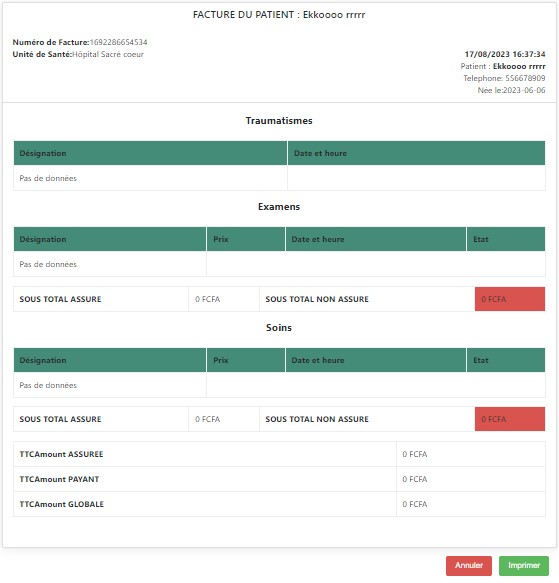 FACTURE DU PATIENT : Ekkoooo rrrrr
Numéro de Facture:1692286654534
Unité de Santé:Hôpital Sacré coeur
17/08/2023 16:37:34
Patient : Ekkoooo rrrrr
Telephone: 556678909
Née le:2023-06-06
Traumatismes
Désignation Date et heure
Pas de données
Examens
Désignation Prix Date et heure Etat
Pas de données
SOUS TOTAL ASSURE 0 FCFA SOUS TOTAL NON ASSURE 0 FCFA
Soins
Désignation Prix Date et heure Etat
Pas de données
SOUS TOTAL ASSURE 0 FCFA SOUS TOTAL NON ASSURE 0 FCFA
TTCAmount ASSUREE 0 FCFA
TTCAmount PAYANT 0 FCFA
TTCAmount GLOBALE 0 FCFA
Annuler Imprimer